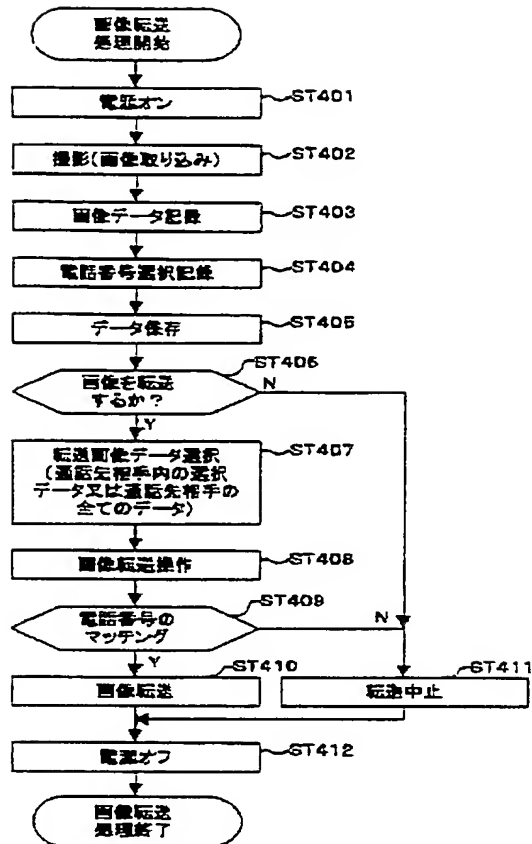 画像転送
処理開始
電源オン
ST401
撮影(画像取り込み)
ST402
画像データ記録
ST403
電話番号選択記録
ST404
データ保存
ST405
画像を転送
するか？
ST406
N
Y
転送画像データ選択
(通話先相手内の選択
データ又は通話先相手の
全てのデータ)
ST407
画像転送操作
ST408
電話番号の
マッテング
ST409
N
Y
画像転送
ST410
転送中止
ST411
電源オフ
ST412
画像転送
処理終了